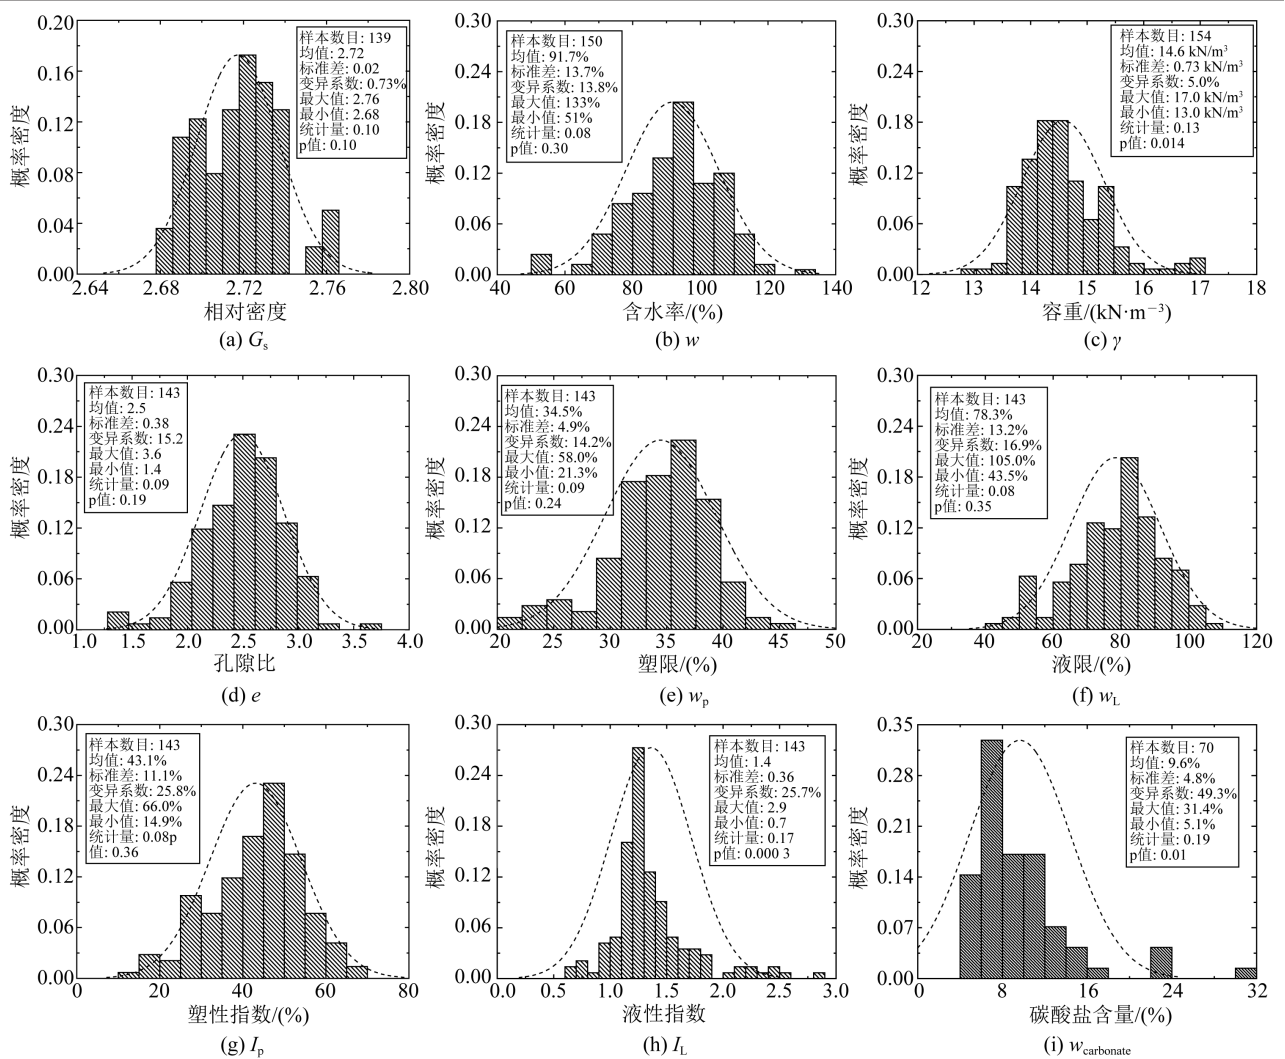 0.20
0.16
0.12
0.08
0.04
0.00
概率密度
样本数目: 139
均值: 2.72
标准差: 0.02
变异系数: 0.73%
最大值: 2.76
最小值: 2.68
统计量: 0.10
p值: 0.10
2.64 2.68 2.72 2.76 2.80
相对密度
(a) Gs
0.30
0.24
0.18
0.12
0.06
0.00
概率密度
样本数目: 150
均值: 91.7%
标准差: 13.7%
变异系数: 13.8%
最大值: 133%
最小值: 51%
统计量: 0.08
p值: 0.30
40 60 80 100 120 140
含水率/(%)
(b) w
0.30
0.24
0.18
0.12
0.06
0.00
概率密度
样本数目: 154
均值: 14.6 kN/m³
标准差: 0.73 kN/m³
变异系数: 5.0%
最大值: 17.0 kN/m³
最小值: 13.0 kN/m³
统计量: 0.13
p值: 0.014
12 13 14 15 16 17 18
容重/(kN·m⁻³)
(c) γ
0.30
0.24
0.18
0.12
0.06
0.00
概率密度
样本数目: 143
均值: 2.5
标准差: 0.38
变异系数: 15.2
最大值: 3.6
最小值: 1.4
统计量: 0.09
p值: 0.19
1.0 1.5 2.0 2.5 3.0 3.5 4.0
孔隙比
(d) e
0.30
0.24
0.18
0.12
0.06
0.00
概率密度
样本数目: 143
均值: 34.5%
标准差: 4.9%
变异系数: 14.2%
最大值: 58.0%
最小值: 21.3%
统计量: 0.09
p值: 0.24
20 30 40 50
塑限/(%)
(e) wp
0.30
0.24
0.18
0.12
0.06
0.00
概率密度
样本数目: 143
均值: 78.3%
标准差: 13.2%
变异系数: 16.9%
最大值: 105.0%
最小值: 43.5%
统计量: 0.08
p值: 0.35
20 40 60 80 100 120
液限/(%)
(f) wL
0.30
0.24
0.18
0.12
0.06
0.00
概率密度
样本数目: 143
均值: 43.1%
标准差: 11.1%
变异系数: 25.8%
最大值: 66.0%
最小值: 14.9%
统计量: 0.08p
值: 0.36
0 20 40 60 80
塑性指数/(%)
(g) Ip
0.30
0.24
0.18
0.12
0.06
0.00
概率密度
样本数目: 143
均值: 1.4
标准差: 0.36
变异系数: 25.7%
最大值: 2.9
最小值: 0.7
统计量: 0.17
p值: 0.000 3
0.0 0.5 1.0 1.5 2.0 2.5 3.0
液性指数
(h) IL
0.35
0.28
0.21
0.14
0.07
0.00
概率密度
样本数目: 70
均值: 9.6%
标准差: 4.8%
变异系数: 49.3%
最大值: 31.4%
最小值: 5.1%
统计量: 0.19
p值: 0.01
0 8 16 24 32
碳酸盐含量/(%)
(i) wcarbonate